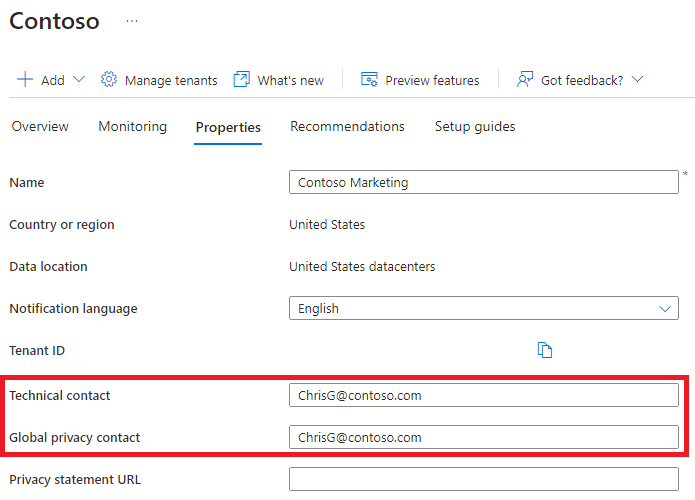 Contoso ...
Add Manage tenants What's new Preview features Got feedback?
Overview Monitoring Properties Recommendations Setup guides
Name Contoso Marketing *
Country or region United States
Data location United States datacenters
Notification language English
Tenant ID
Technical contact ChrisG@contoso.com
Global privacy contact ChrisG@contoso.com
Privacy statement URL